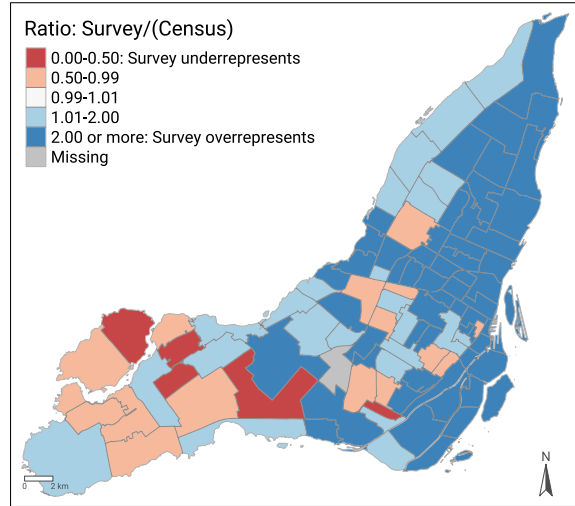 Ratio: Survey/(Census)
0.00-0.50: Survey underrepresents
0.50-0.99
0.99-1.01
1.01-2.00
2.00 or more: Survey overrepresents
Missing
0 2 km
N